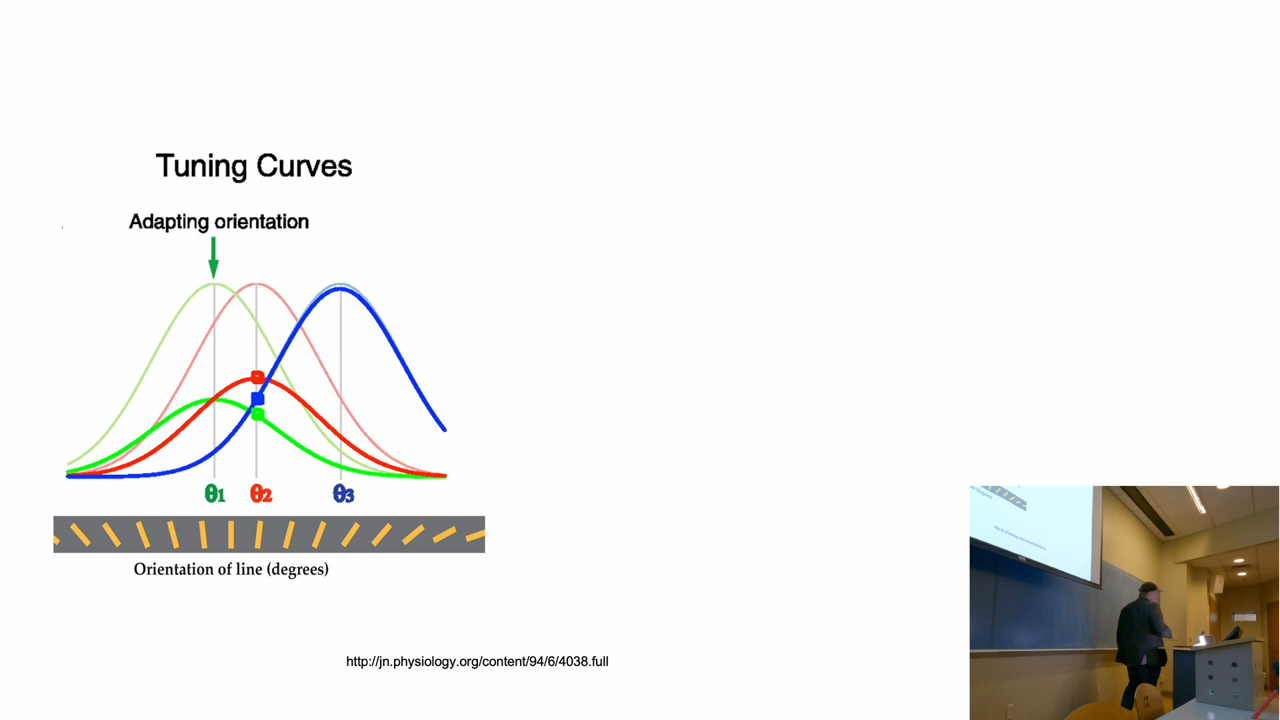 Tuning Curves
Adapting orientation
θ1 θ2 θ3
Orientation of line (degrees)
http://jn.physiology.org/content/94/6/4038.full